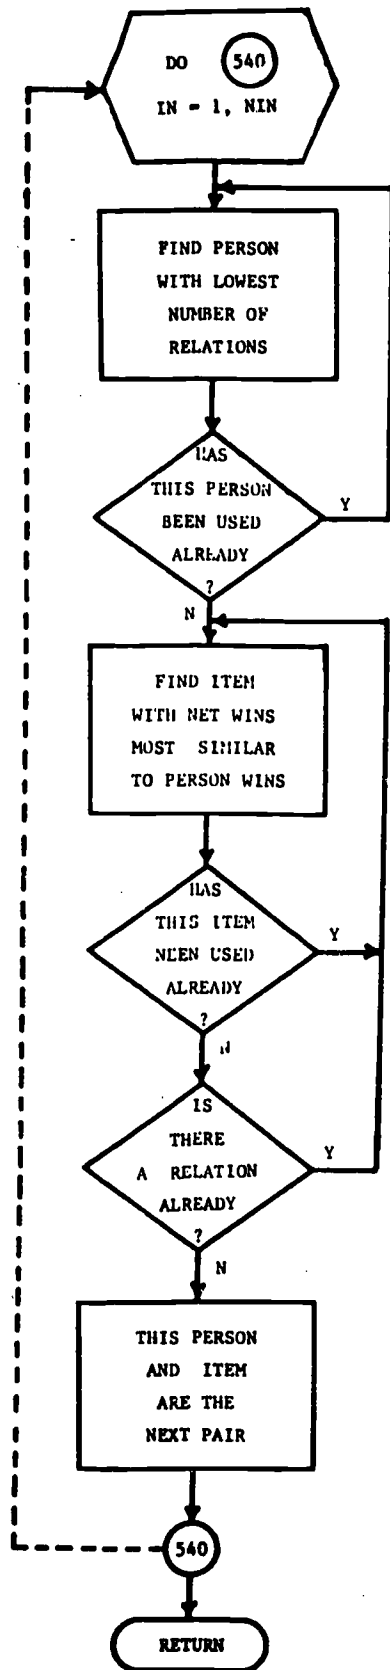 DO 540
IN = 1, NIN
FIND PERSON
WITH LOWEST
NUMBER OF
RELATIONS
HAS
THIS PERSON
BEEN USED
ALREADY
?
Y
N
FIND ITEM
WITH NET WINS
MOST SIMILAR
TO PERSON WINS
HAS
THIS ITEM
NEEN USED
ALREADY
?
Y
N
IS
THERE
A RELATION
ALREADY
?
Y
N
THIS PERSON
AND ITEM
ARE THE
NEXT PAIR
540
RETURN